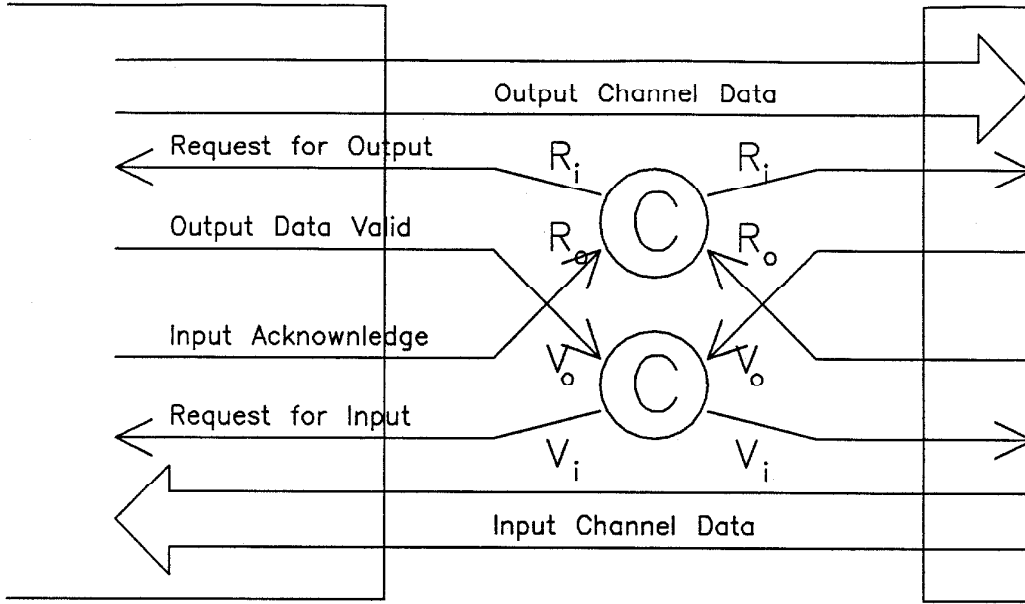 Output Channel Data
Request for Output
R i R i
C
Output Data Valid
R o R o
Input Acknownledge
V o V o
C
Request for Input
V i V i
Input Channel Data